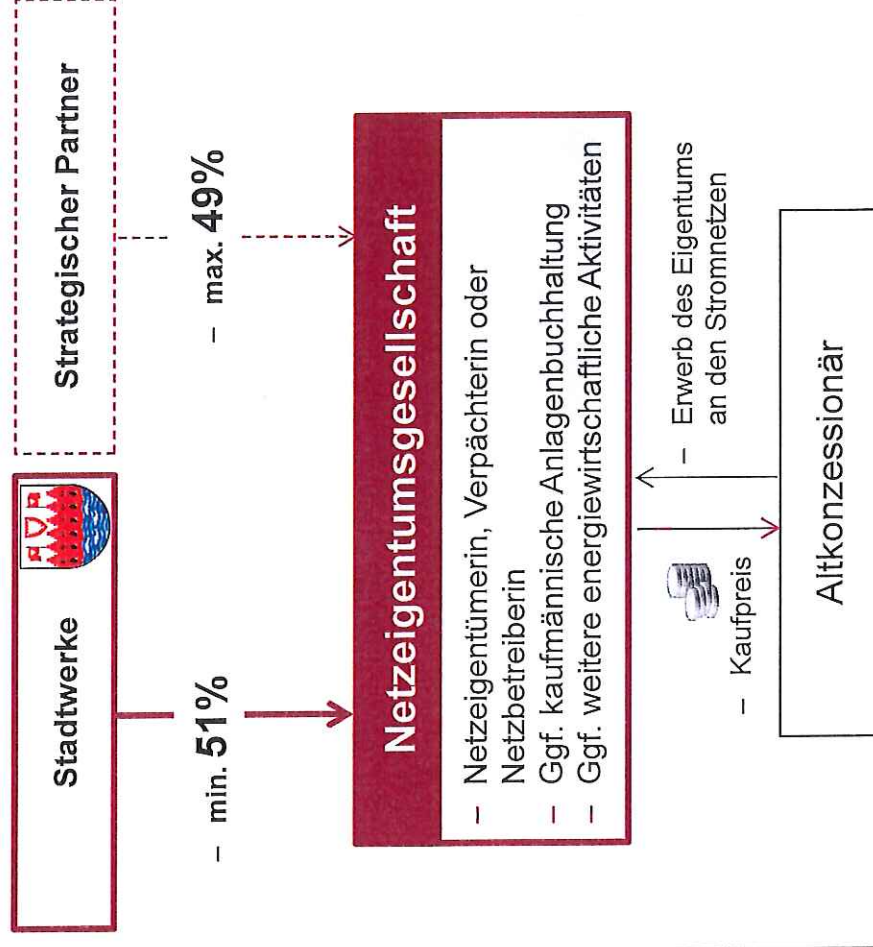 Stadtwerke
Strategischer Partner
– min. 51%
– max. 49%
Netzeigentumsgesellschaft
– Netzeigentümerin, Verpächterin oder
Netzbetreiberin
– Ggf. kaufmännische Anlagenbuchhaltung
– Ggf. weitere energiewirtschaftliche Aktivitäten
– Kaufpreis
– Erwerb des Eigentums
an den Stromnetzen
Altkonzessionär